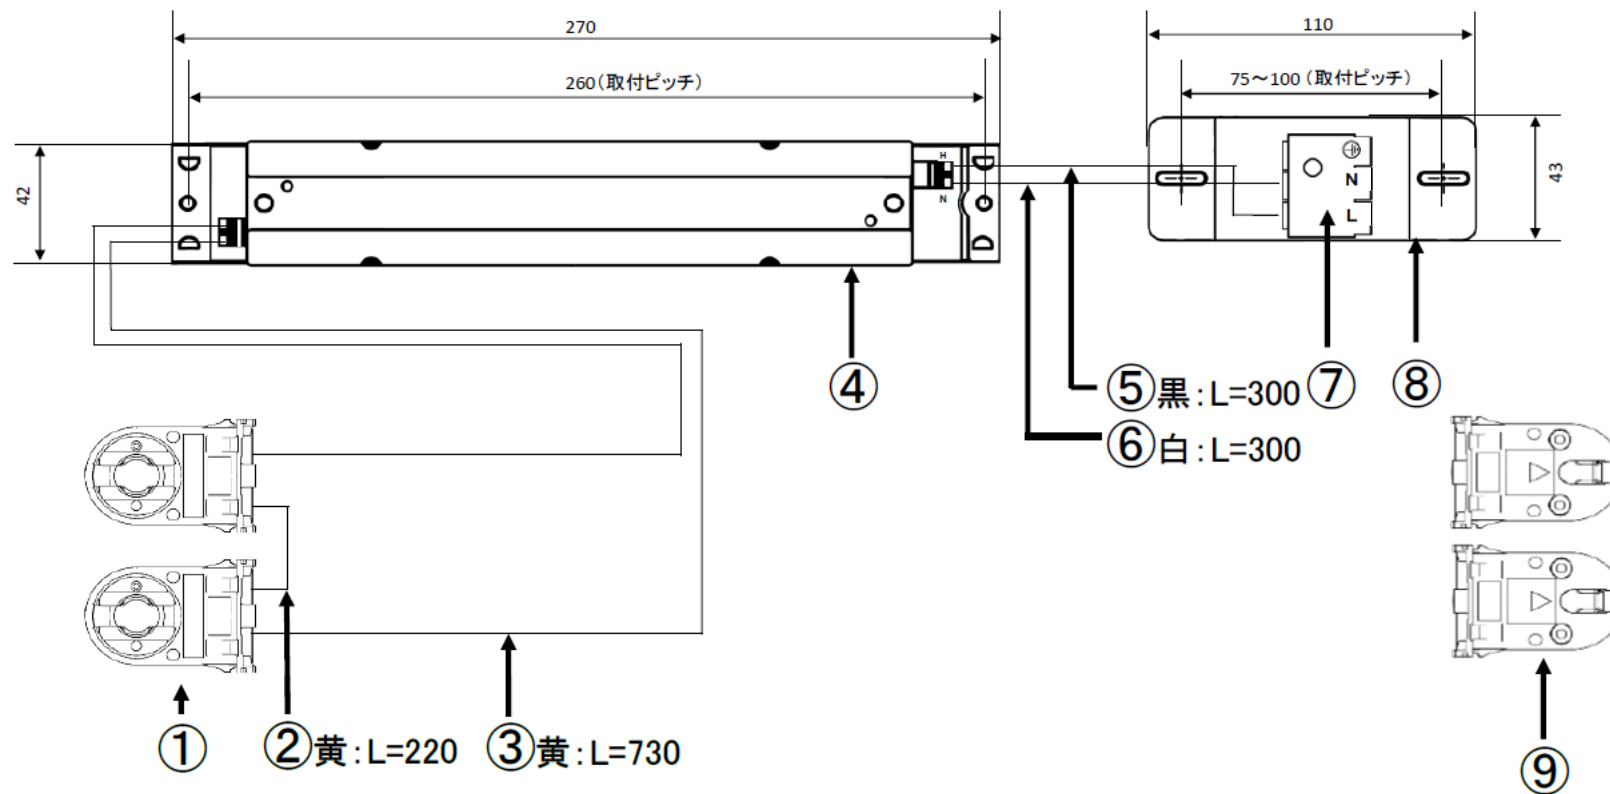 270
110
260(取付ピッチ)
75～100 (取付ピッチ)
42
43
H
N
N
L
④
⑤黒:L=300
⑦
⑧
⑥白:L=300
①
②黄:L=220
③黄:L=730
⑨